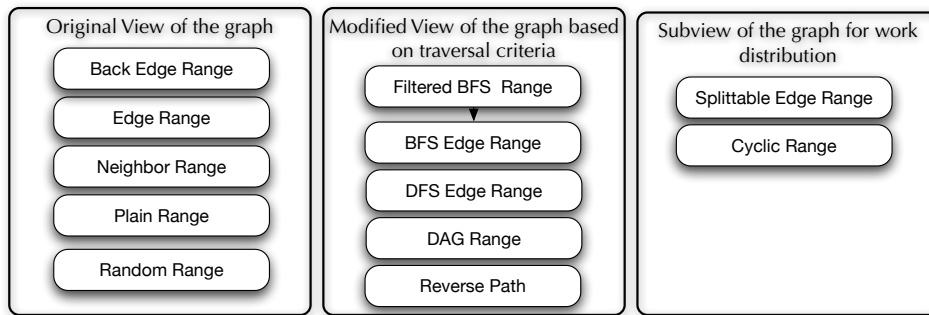 Original View of the graph
Back Edge Range
Edge Range
Neighbor Range
Plain Range
Random Range
Modified View of the graph based
on traversal criteria
Filtered BFS Range
BFS Edge Range
DFS Edge Range
DAG Range
Reverse Path
Subview of the graph for work
distribution
Splittable Edge Range
Cyclic Range